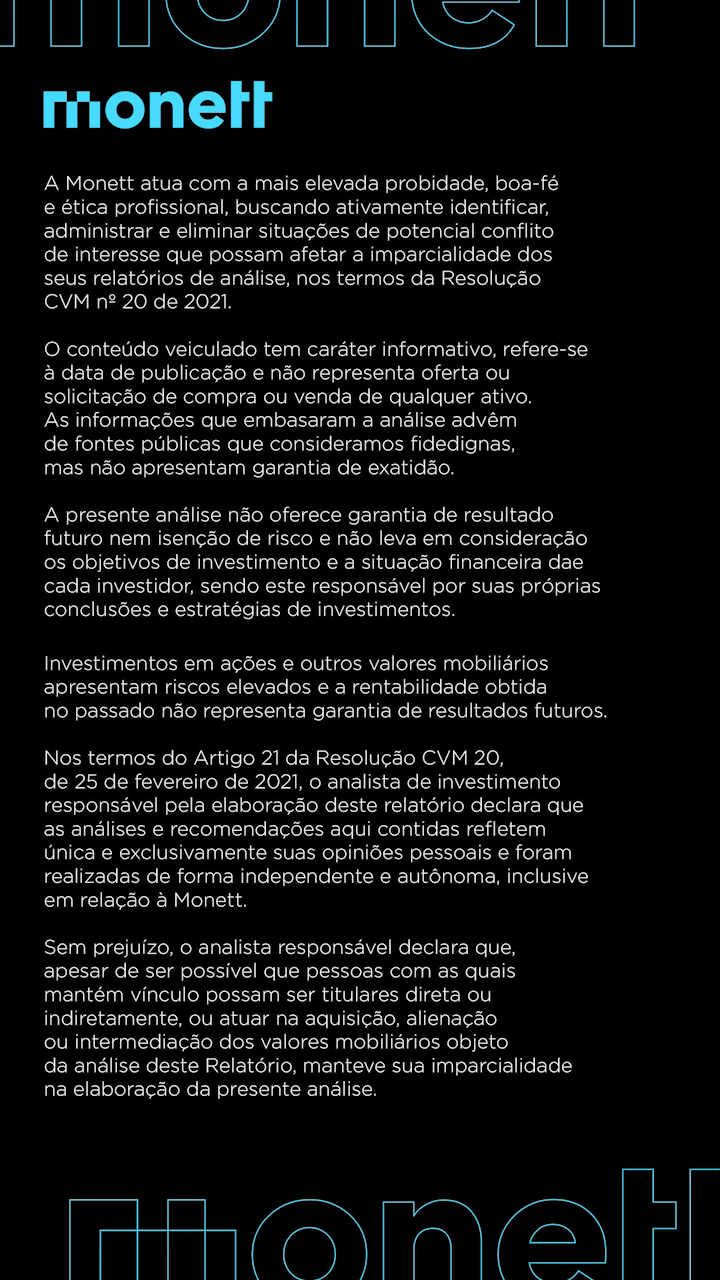 monett
monett
A Monett atua com a mais elevada probidade, boa-fé
e ética profissional, buscando ativamente identificar,
administrar e eliminar situações de potencial conflito
de interesse que possam afetar a imparcialidade dos
seus relatórios de análise, nos termos da Resolução
CVM nº 20 de 2021.
O conteúdo veiculado tem caráter informativo, refere-se
à data de publicação e não representa oferta ou
solicitação de compra ou venda de qualquer ativo.
As informações que embasaram a análise advêm
de fontes públicas que consideramos fidedignas,
mas não apresentam garantia de exatidão.
A presente análise não oferece garantia de resultado
futuro nem isenção de risco e não leva em consideração
os objetivos de investimento e a situação financeira dae
cada investidor, sendo este responsável por suas próprias
conclusões e estratégias de investimentos.
Investimentos em ações e outros valores mobiliários
apresentam riscos elevados e a rentabilidade obtida
no passado não representa garantia de resultados futuros.
Nos termos do Artigo 21 da Resolução CVM 20,
de 25 de fevereiro de 2021, o analista de investimento
responsável pela elaboração deste relatório declara que
as análises e recomendações aqui contidas refletem
única e exclusivamente suas opiniões pessoais e foram
realizadas de forma independente e autônoma, inclusive
em relação à Monett.
Sem prejuízo, o analista responsável declara que,
apesar de ser possível que pessoas com as quais
mantém vínculo possam ser titulares direta ou
indiretamente, ou atuar na aquisição, alienação
ou intermediação dos valores mobiliários objeto
da análise deste Relatório, manteve sua imparcialidade
na elaboração da presente análise.
monett